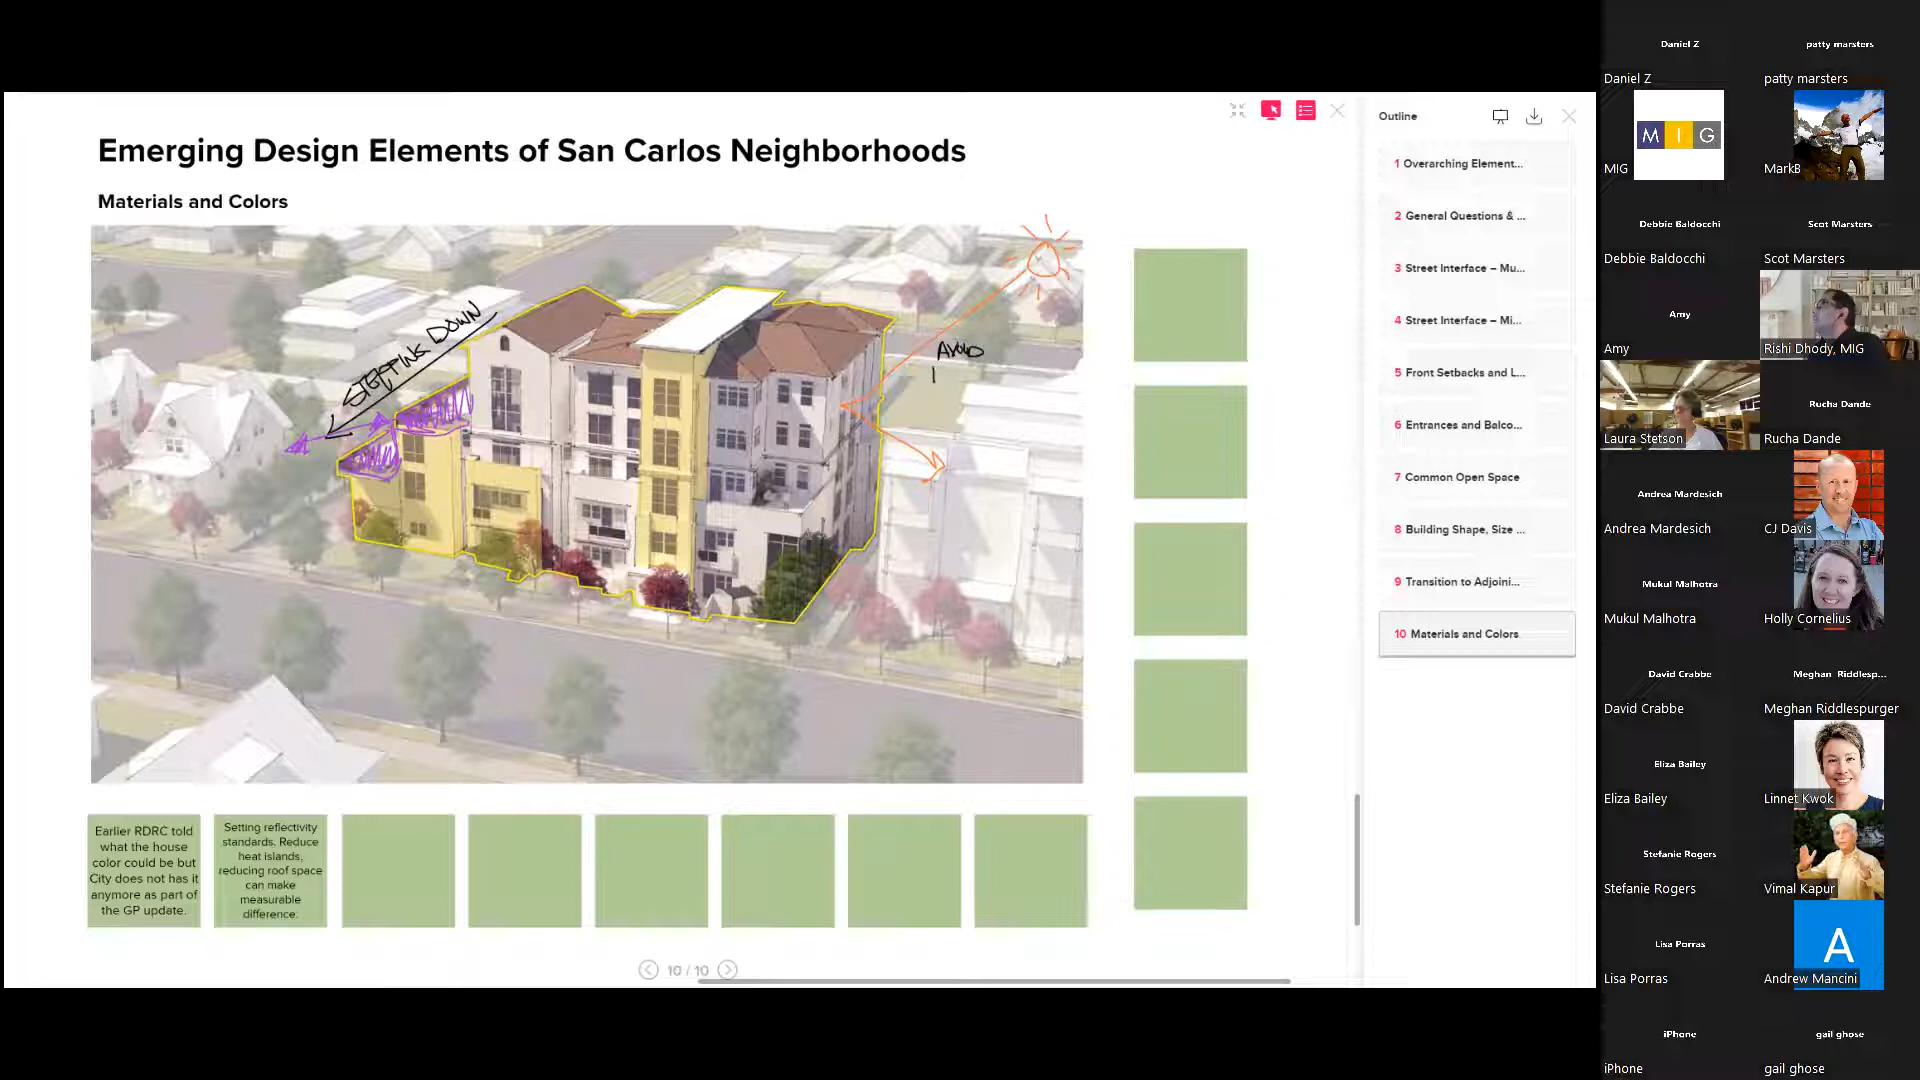 Emerging Design Elements of San Carlos Neighborhoods
Materials and Colors
STEPPING DOWN
AVOID
Earlier RDRC told
what the house
color could be but
City does not has it
anymore as part of
the GP update.
Setting reflectivity
standards. Reduce
heat islands,
reducing roof space
can make
measurable
difference.
10 / 10
Outline
1 Overarching Element...
2 General Questions & ...
3 Street Interface – Mu...
4 Street Interface – Mi...
5 Front Setbacks and L...
6 Entrances and Balco...
7 Common Open Space
8 Building Shape, Size ...
9 Transition to Adjoini...
10 Materials and Colors
Daniel Z
Daniel Z
patty marsters
patty marsters
M I G
MIG
MarkB
Debbie Baldocchi
Debbie Baldocchi
Scot Marsters
Scot Marsters
Amy
Amy
Rishi Dhody, MIG
Laura Stetson
Rucha Dande
Rucha Dande
Andrea Mardesich
Andrea Mardesich
CJ Davis
Mukul Malhotra
Mukul Malhotra
Holly Cornelius
David Crabbe
David Crabbe
Meghan Riddlesp...
Meghan Riddlespurger
Eliza Bailey
Eliza Bailey
Linnet Kwok
Stefanie Rogers
Stefanie Rogers
Vimal Kapur
Lisa Porras
Lisa Porras
A
Andrew Mancini
iPhone
iPhone
gail ghose
gail ghose